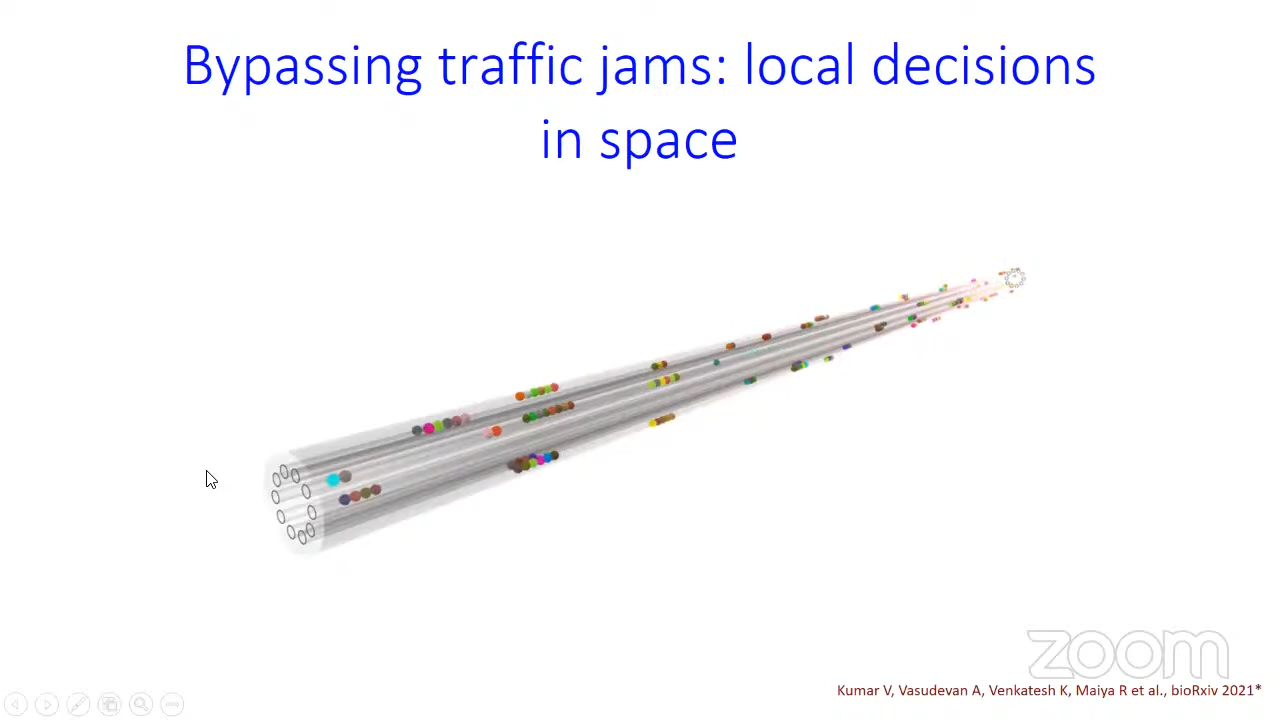 Bypassing traffic jams: local decisions
in space
zoom
Kumar V, Vasudevan A, Venkatesh K, Maiya R et al., bioRxiv 2021*